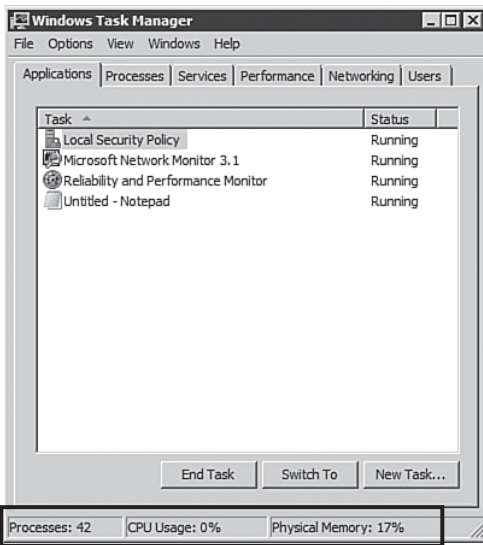 Windows Task Manager
File Options View Windows Help
Applications Processes Services Performance Networking Users
Task Status
Local Security Policy Running
Microsoft Network Monitor 3.1 Running
Reliability and Performance Monitor Running
Untitled - Notepad Running
End Task Switch To New Task...
Processes: 42 CPU Usage: 0% Physical Memory: 17%